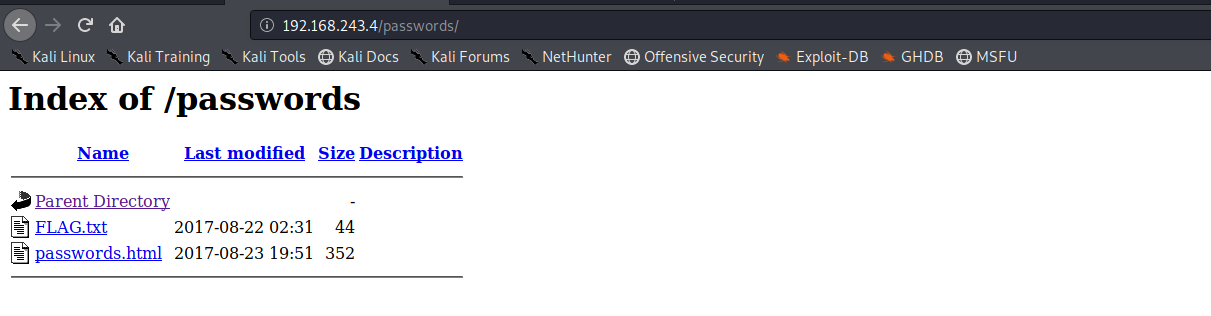 192.168.243.4/passwords/
Kali Linux Kali Training Kali Tools Kali Docs Kali Forums NetHunter Offensive Security Exploit-DB GHDB MSFU
Index of /passwords
Name Last modified Size Description
Parent Directory -
FLAG.txt 2017-08-22 02:31 44
passwords.html 2017-08-23 19:51 352